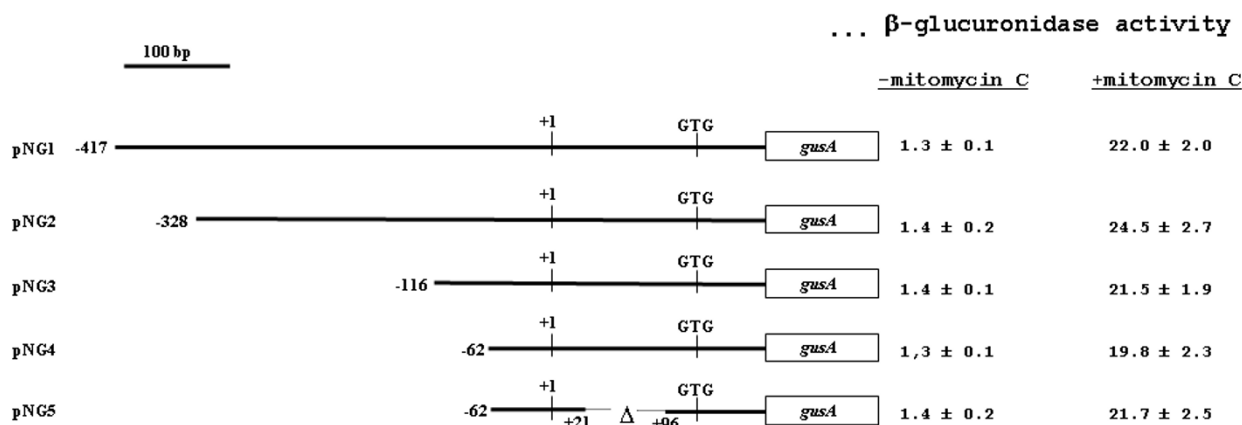 ... β-glucuronidase activity
100 bp
-mitomycin C +mitomycin C
+1 GTG
pNG1 -417 gusA 1.3 ± 0.1 22.0 ± 2.0
+1 GTG
pNG2 -328 gusA 1.4 ± 0.2 24.5 ± 2.7
+1 GTG
pNG3 -116 gusA 1.4 ± 0.1 21.5 ± 1.9
+1 GTG
pNG4 -62 gusA 1,3 ± 0.1 19.8 ± 2.3
+1 GTG
pNG5 -62 +21 Δ +96 gusA 1.4 ± 0.2 21.7 ± 2.5